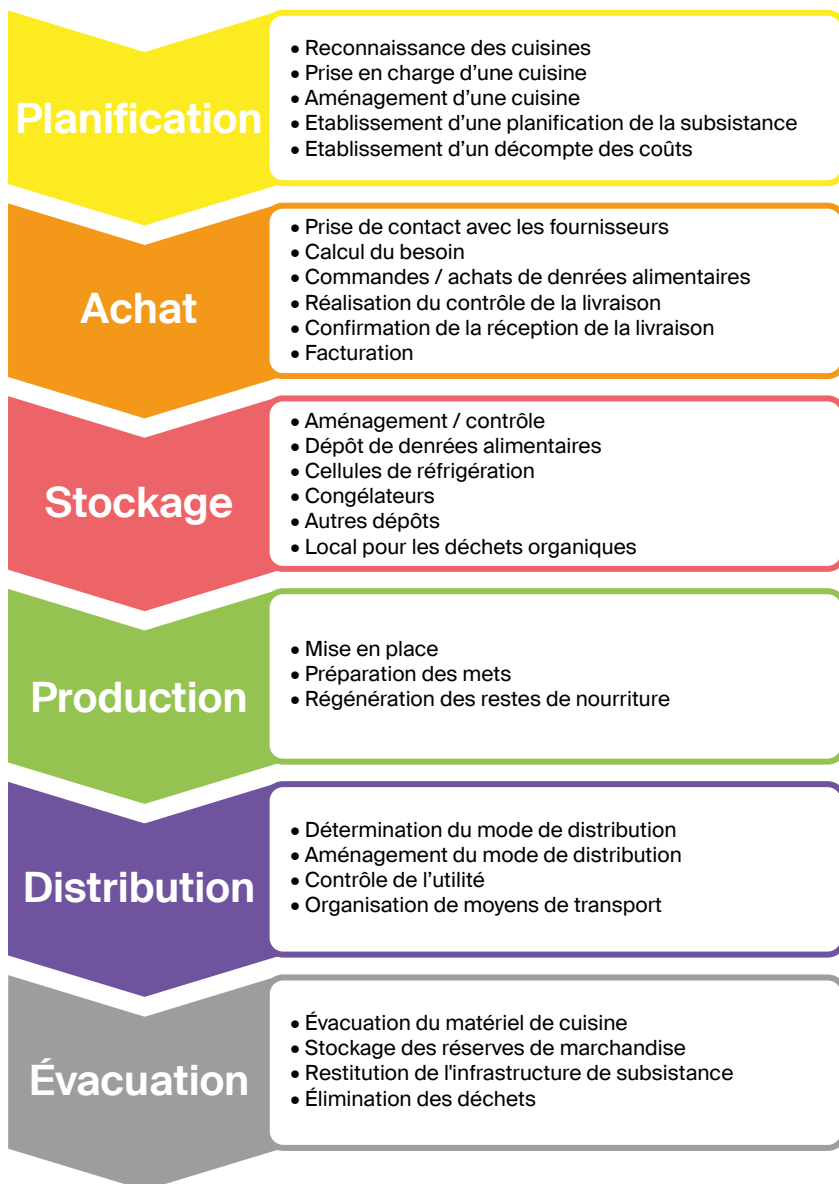 Planification
• Reconnaissance des cuisines
• Prise en charge d’une cuisine
• Aménagement d’une cuisine
• Etablissement d’une planification de la subsistance
• Etablissement d’un décompte des coûts
Achat
• Prise de contact avec les fournisseurs
• Calcul du besoin
• Commandes / achats de denrées alimentaires
• Réalisation du contrôle de la livraison
• Confirmation de la réception de la livraison
• Facturation
Stockage
• Aménagement / contrôle
• Dépôt de denrées alimentaires
• Cellules de réfrigération
• Congélateurs
• Autres dépôts
• Local pour les déchets organiques
Production
• Mise en place
• Préparation des mets
• Régénération des restes de nourriture
Distribution
• Détermination du mode de distribution
• Aménagement du mode de distribution
• Contrôle de l’utilité
• Organisation de moyens de transport
Évacuation
• Évacuation du matériel de cuisine
• Stockage des réserves de marchandise
• Restitution de l'infrastructure de subsistance
• Élimination des déchets